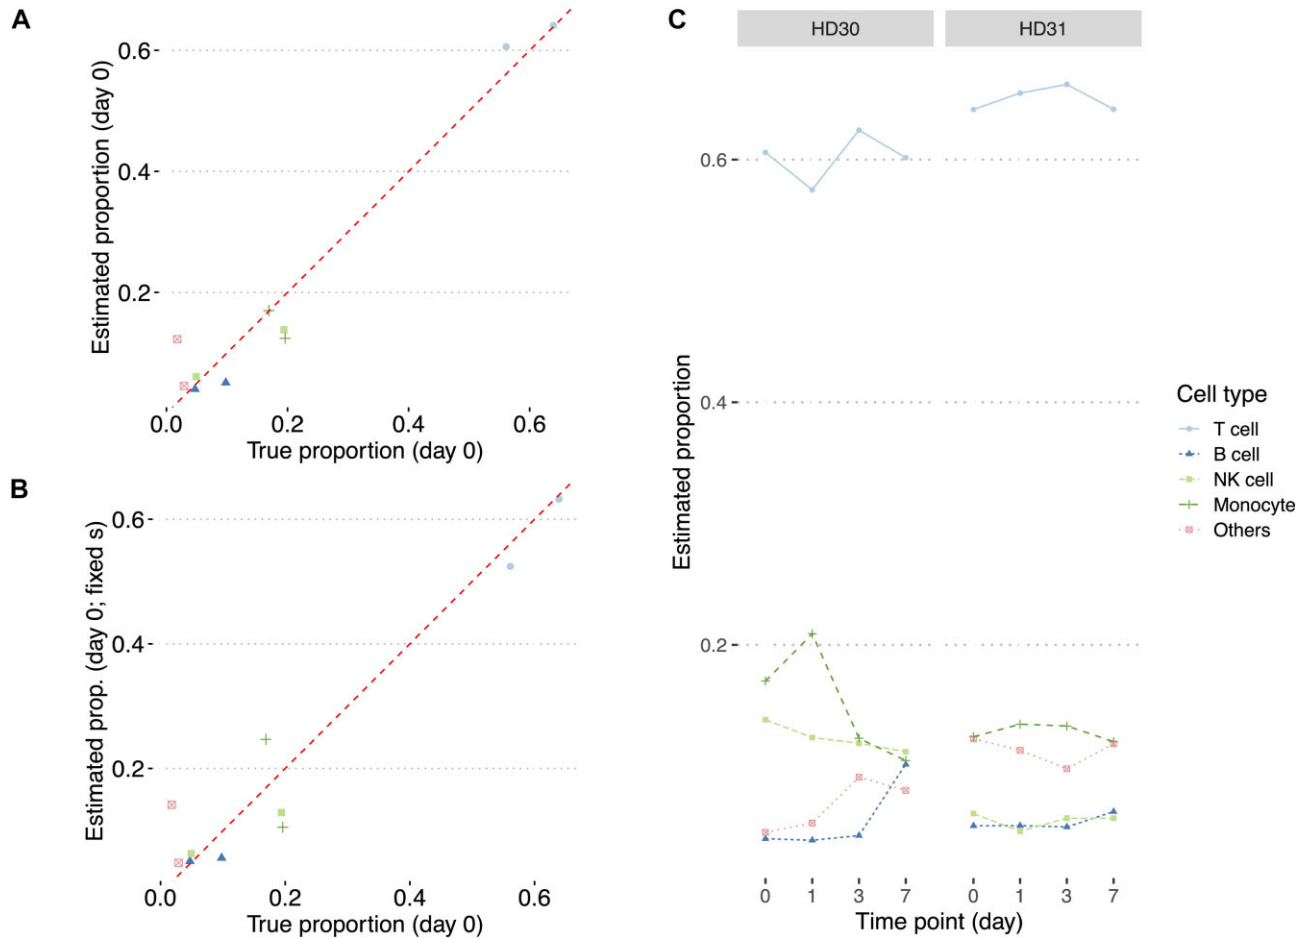 A
Estimated proportion (day 0)
0.6
0.4
0.2
0.0 0.2 0.4 0.6
True proportion (day 0)
B
Estimated prop. (day 0; fixed s)
0.6
0.4
0.2
0.0 0.2 0.4 0.6
True proportion (day 0)
C
HD30 HD31
Estimated proportion
0.6
0.4
0.2
0 1 3 7 0 1 3 7
Time point (day)
Cell type
T cell
B cell
NK cell
Monocyte
Others